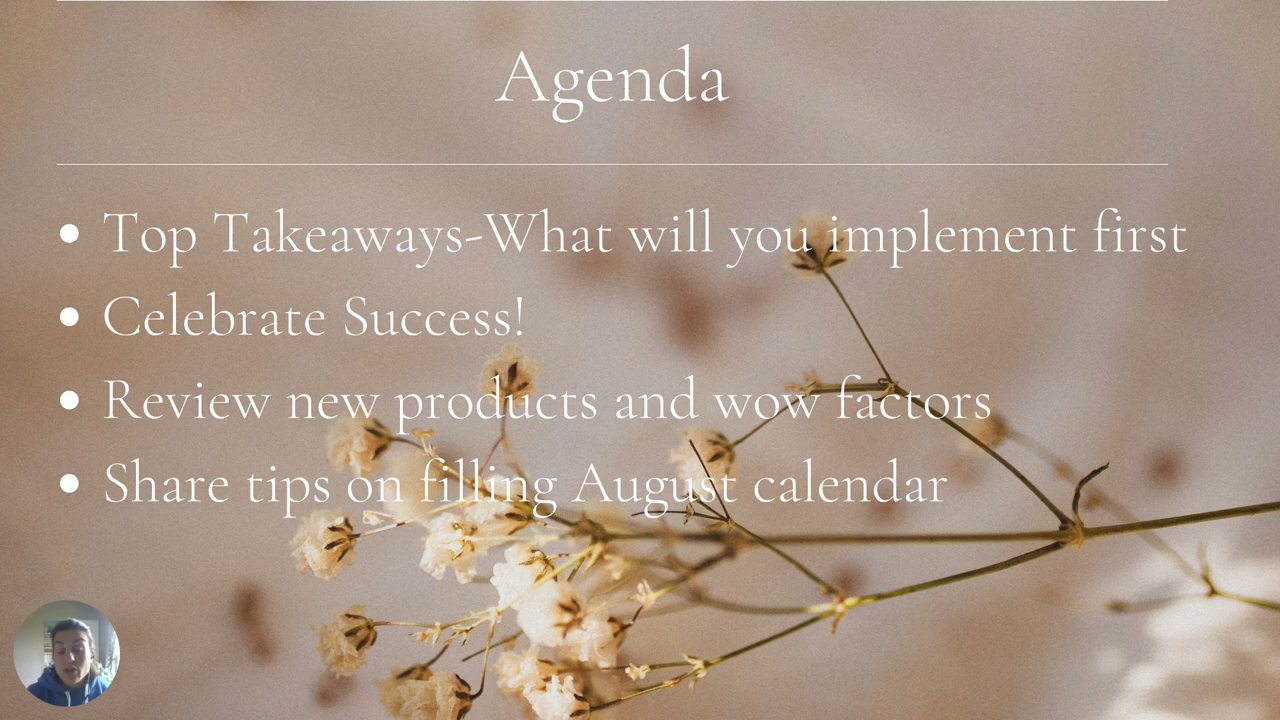 Agenda
Top Takeaways-What will you implement first
Celebrate Success!
Review new products and wow factors
Share tips on filling August calendar